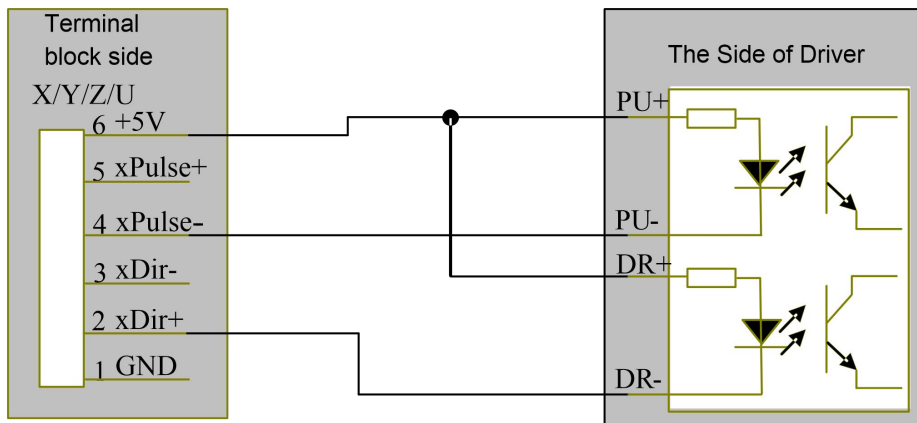 Terminal
block side
X/Y/Z/U
6 +5V
5 xPulse+
4 xPulse-
3 xDir-
2 xDir+
1 GND
The Side of Driver
PU+
PU-
DR+
DR-